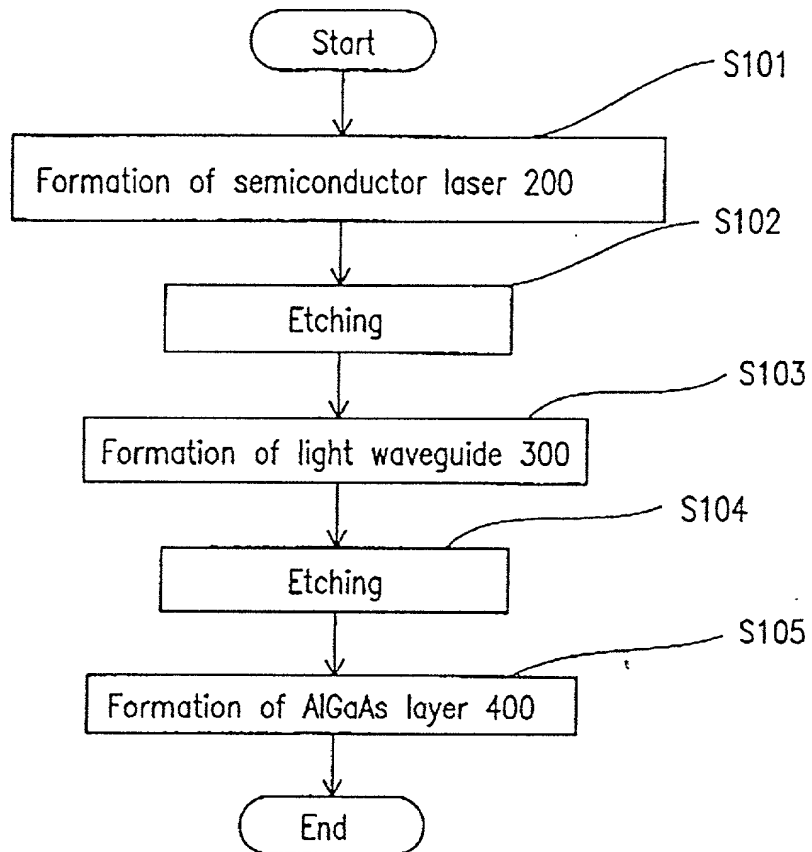 Start
S101
Formation of semiconductor laser 200
S102
Etching
S103
Formation of light waveguide 300
S104
Etching
S105
Formation of AlGaAs layer 400
End